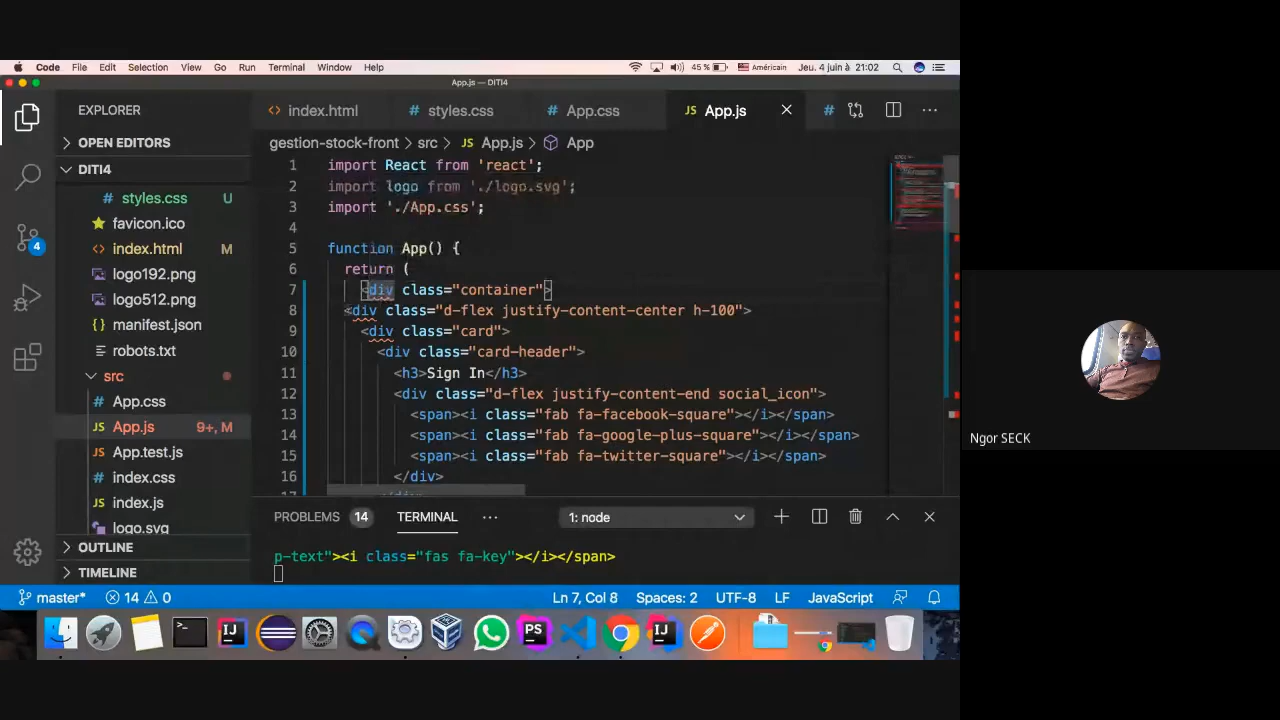 Code File Edit Selection View Go Run Terminal Window Help 45 % Américain Jeu. 4 juin à 21:02
App.js — DITI4
EXPLORER
index.html
styles.css
App.css
App.js
OPEN EDITORS
gestion-stock-front > src > App.js > App
DITI4
styles.css U
favicon.ico
index.html M
logo192.png
logo512.png
manifest.json
robots.txt
src
App.css
App.js 9+, M
App.test.js
index.css
index.js
logo.svg
OUTLINE
TIMELINE
1 import React from 'react';
2 import logo from './logo.svg';
3 import './App.css';
4
5 function App() {
6 return (
7 <div class="container">
8 <div class="d-flex justify-content-center h-100">
9 <div class="card">
10 <div class="card-header">
11 <h3>Sign In</h3>
12 <div class="d-flex justify-content-end social_icon">
13 <span><i class="fab fa-facebook-square"></i></span>
14 <span><i class="fab fa-google-plus-square"></i></span>
15 <span><i class="fab fa-twitter-square"></i></span>
16 </div>
PROBLEMS 14 TERMINAL ··· 1: node
p-text"><i class="fas fa-key"></i></span>
4
master* 14 0 Ln 7, Col 8 Spaces: 2 UTF-8 LF JavaScript
IJ
PS
IJ
Ngor SECK